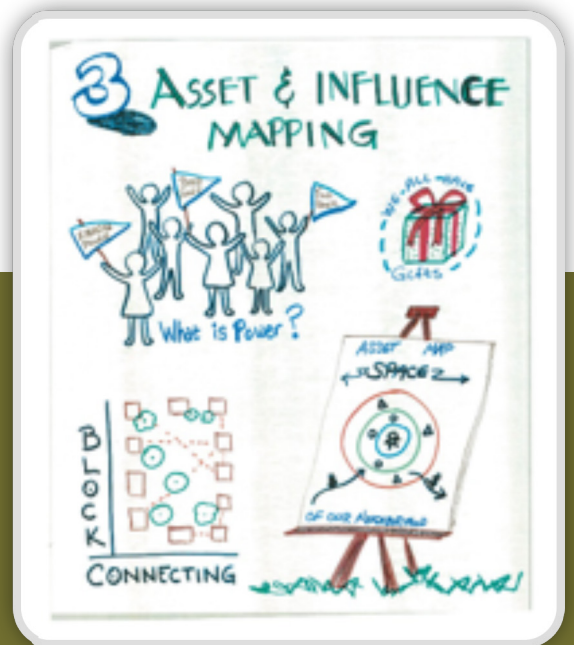 3 ASSET & INFLUENCE
MAPPING
WE ALL HAVE
Gifts
What is Power?
ASSET MAP
SPACE
OF OUR NEIGHBORHOOD
BLOCK
CONNECTING